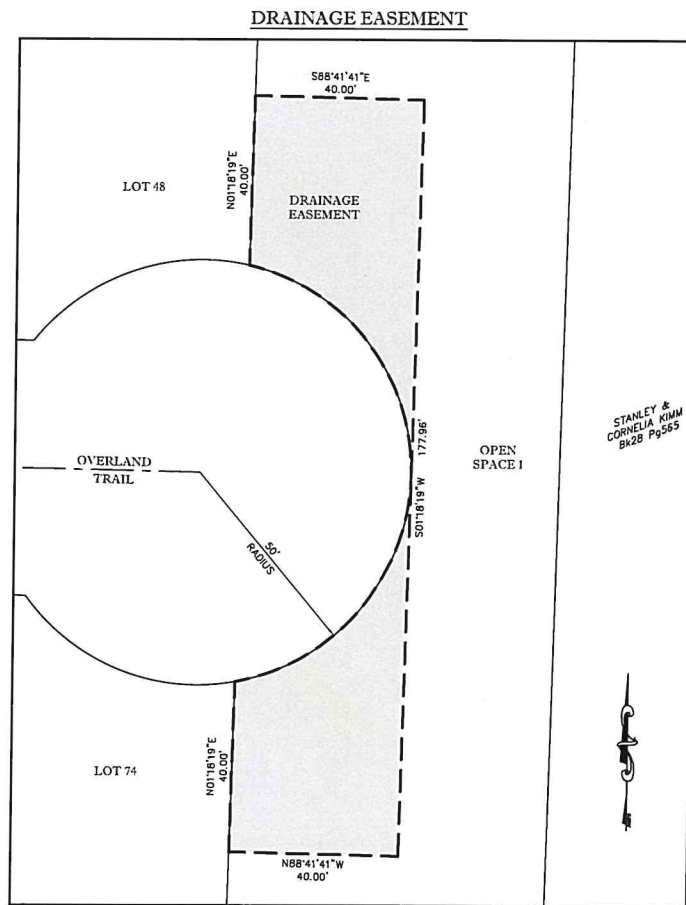 DRAINAGE EASEMENT
S88°41'41"E
40.00'
N01°18'19"E
40.00'
LOT 48
DRAINAGE
EASEMENT
STANLEY &
CORNELIA KIMM
Bk28 Pg565
OVERLAND
TRAIL
50'
RADIUS
S01°18'19"W 177.96'
OPEN
SPACE 1
N01°18'19"E
40.00'
LOT 74
N88°41'41"W
40.00'